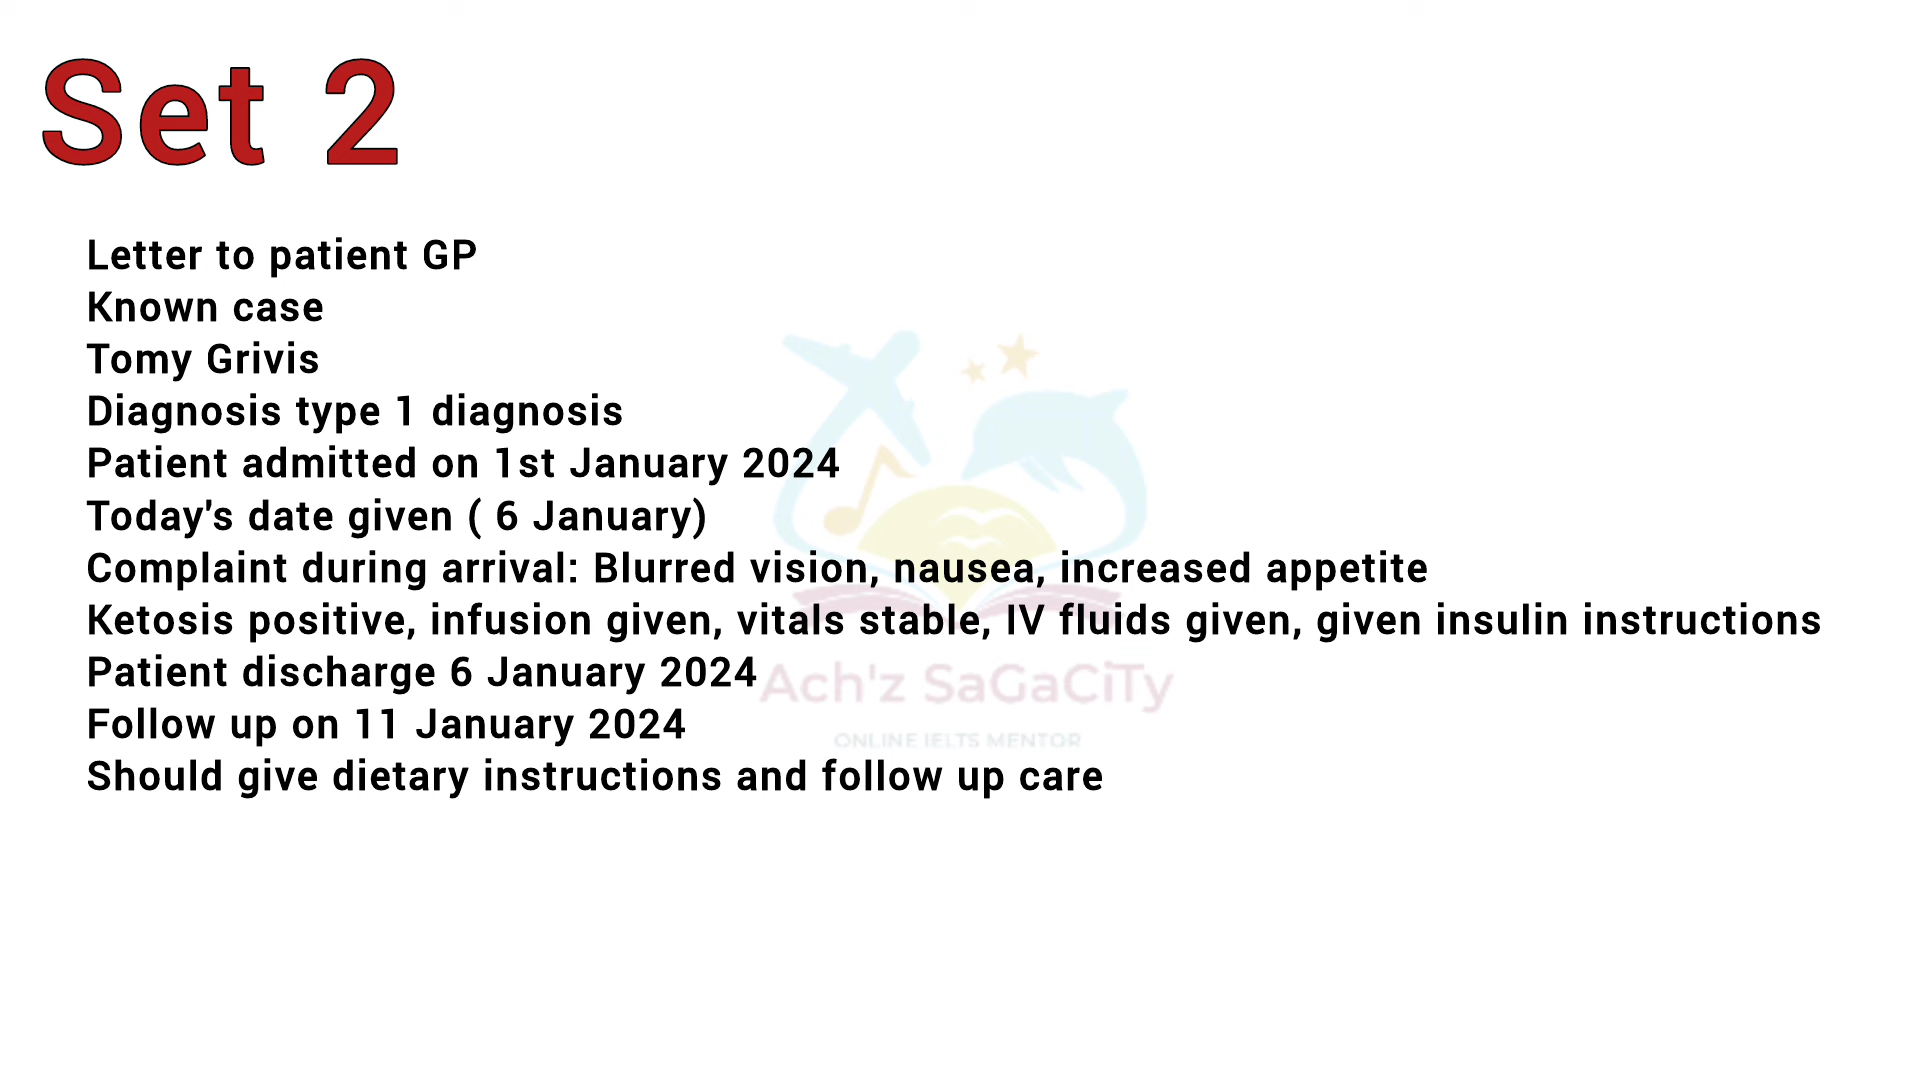 Set 2
Letter to patient GP
Known case
Tomy Grivis
Diagnosis type 1 diagnosis
Patient admitted on 1st January 2024
Today's date given ( 6 January)
Complaint during arrival: Blurred vision, nausea, increased appetite
Ketosis positive, infusion given, vitals stable, IV fluids given, given insulin instructions
Patient discharge 6 January 2024
Ach'z SaGaCiTy
Follow up on 11 January 2024
ONLINE IELTS MENTOR
Should give dietary instructions and follow up care